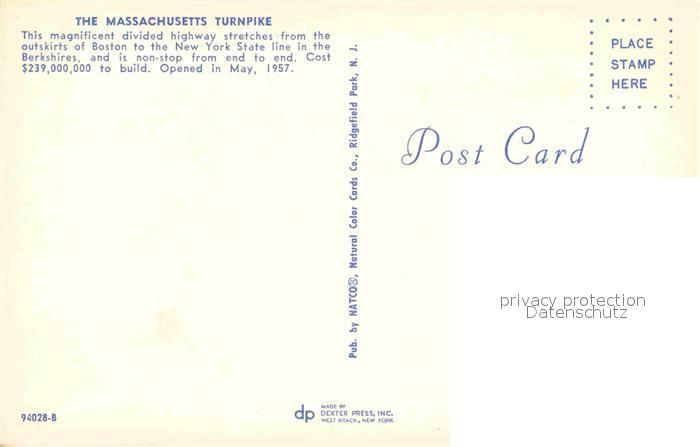 THE MASSACHUSETTS TURNPIKE
This magnificent divided highway stretches from the
outskirts of Boston to the New York State line in the
Berkshires, and is non-stop from end to end. Cost
$239,000,000 to build. Opened in May, 1957.
PLACE
STAMP
HERE
Post Card
Pub. by NATCO®, Natural Color Cards Co., Ridgefield Park, N. J.
privacy protection
Datenschutz
94028-B
dp
MADE BY
DEXTER PRESS, INC.
WEST NYACK, NEW YORK